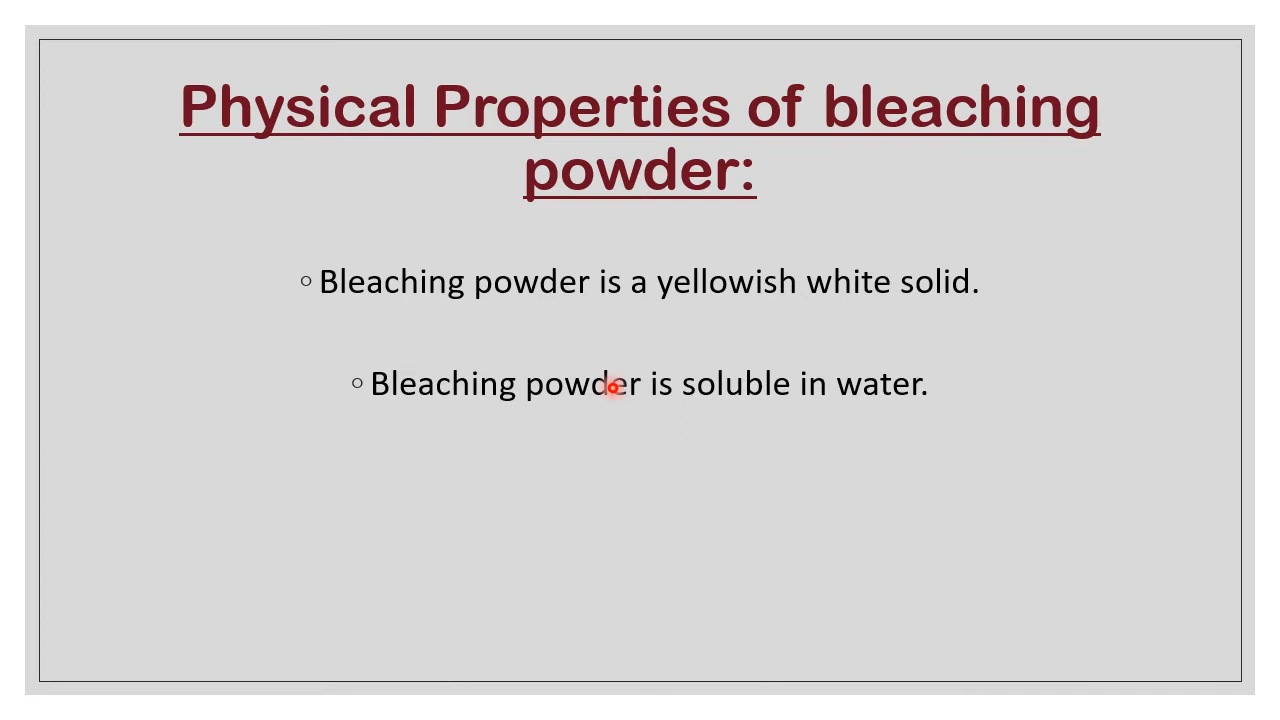 Physical Properties of bleaching
powder:
◦ Bleaching powder is a yellowish white solid.
◦ Bleaching powder is soluble in water.